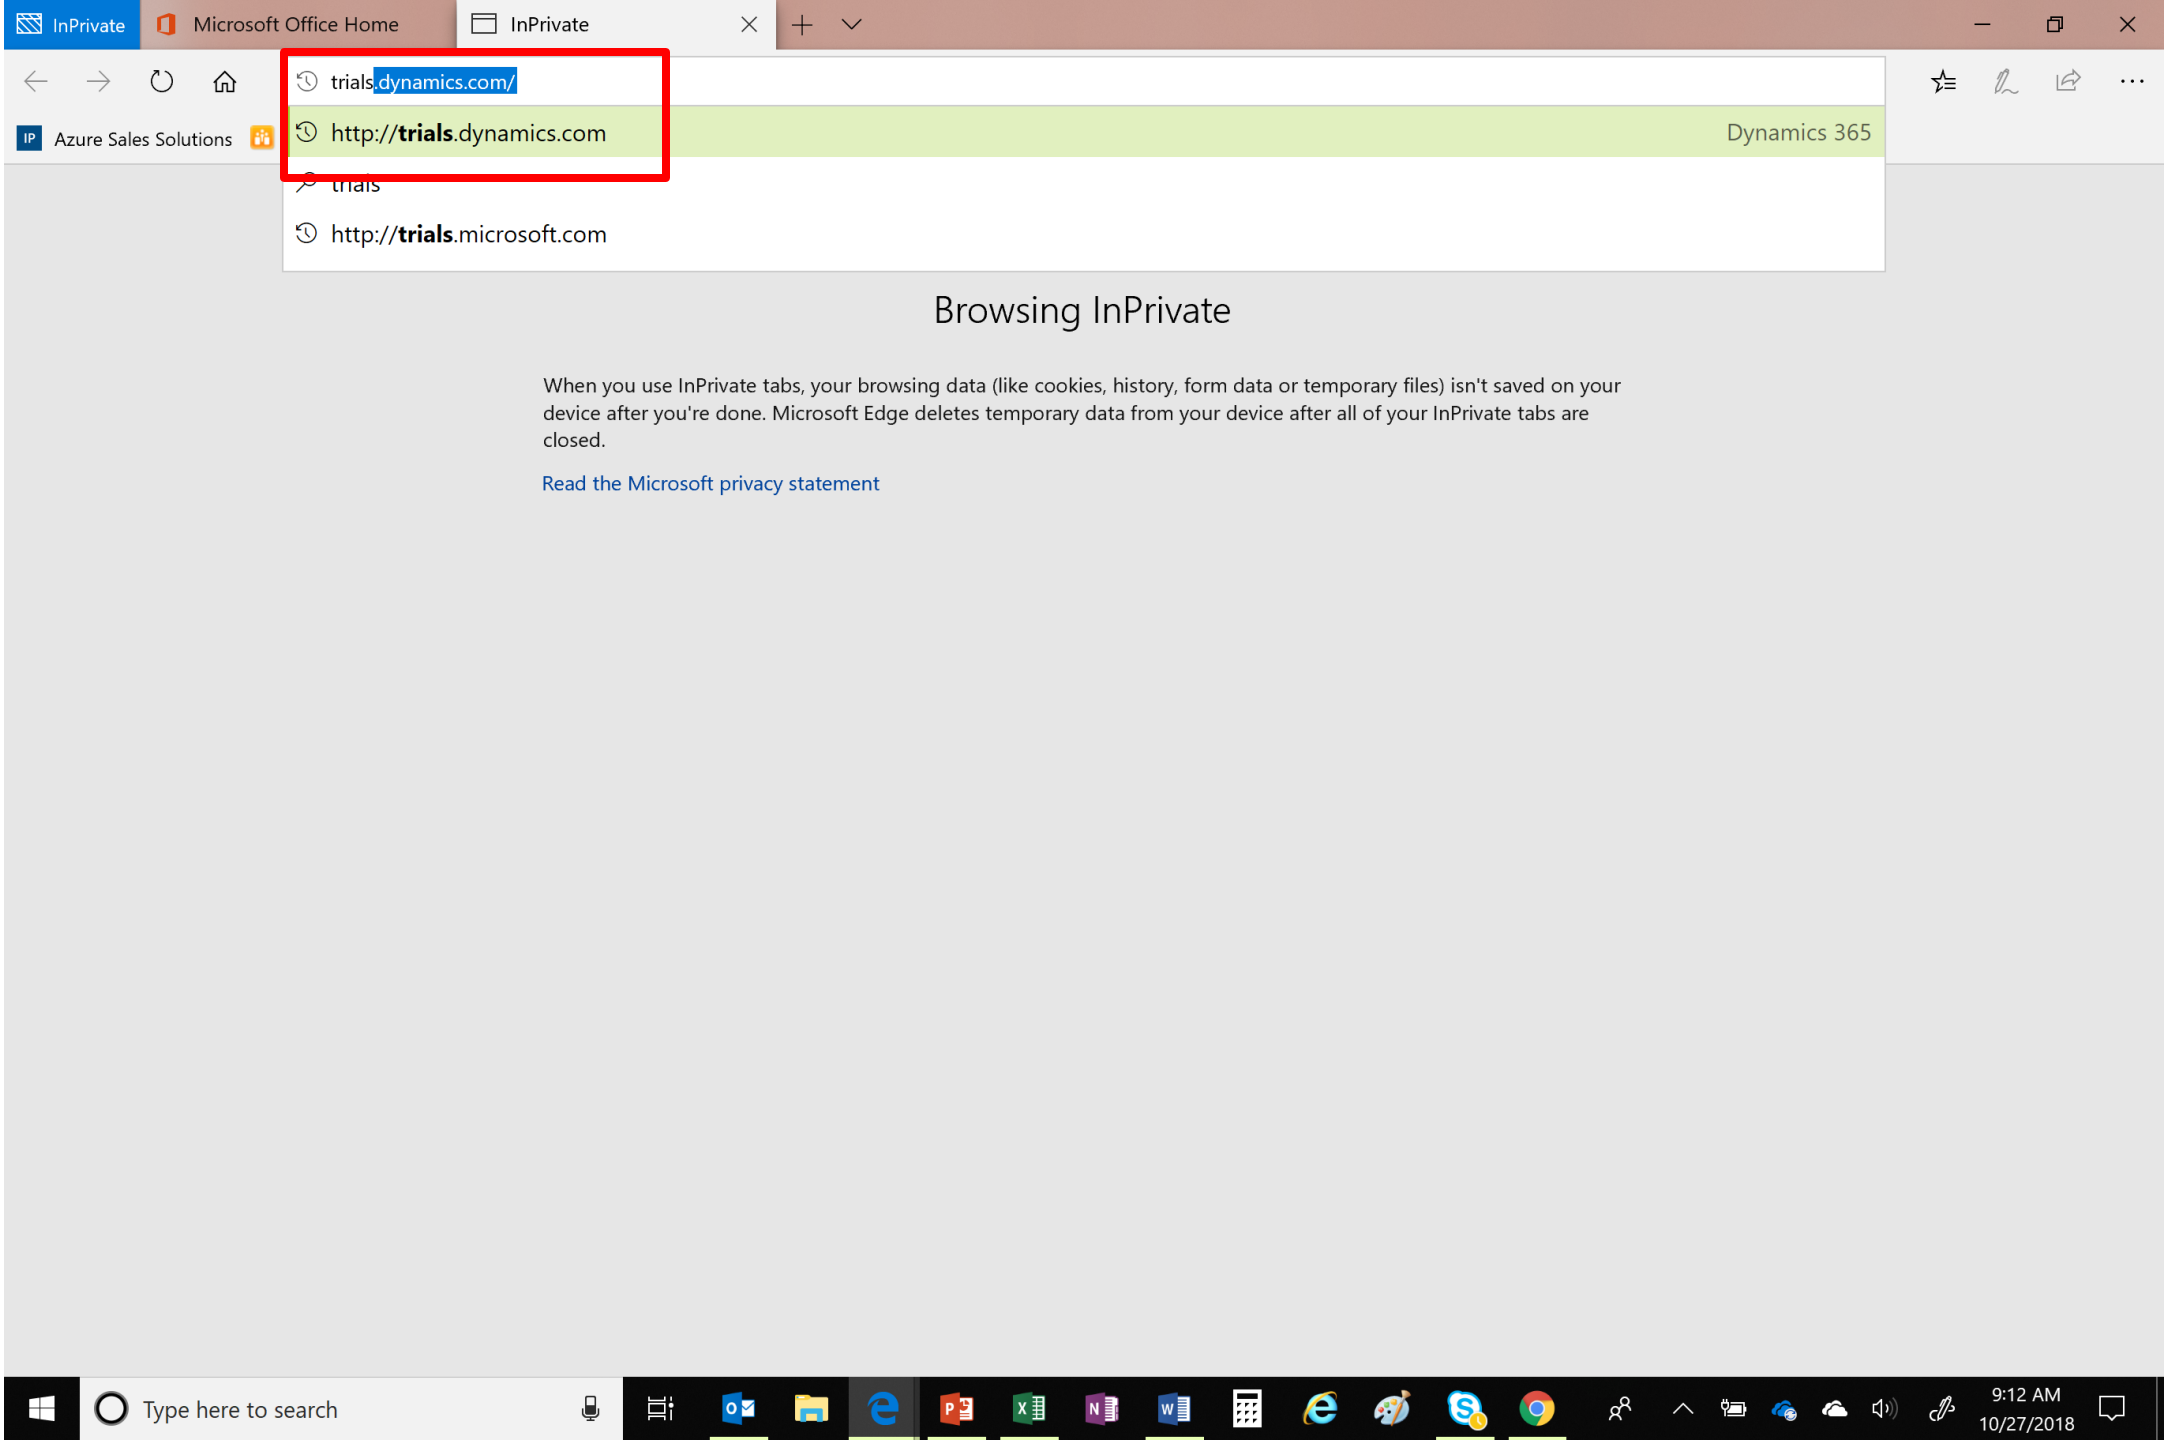 InPrivate
Microsoft Office Home
InPrivate
trials.dynamics.com/
http://trials.dynamics.com
Dynamics 365
IP
Azure Sales Solutions
trials
http://trials.microsoft.com
Browsing InPrivate
When you use InPrivate tabs, your browsing data (like cookies, history, form data or temporary files) isn't saved on your
device after you're done. Microsoft Edge deletes temporary data from your device after all of your InPrivate tabs are
closed.
Read the Microsoft privacy statement
Type here to search
9:12 AM
10/27/2018